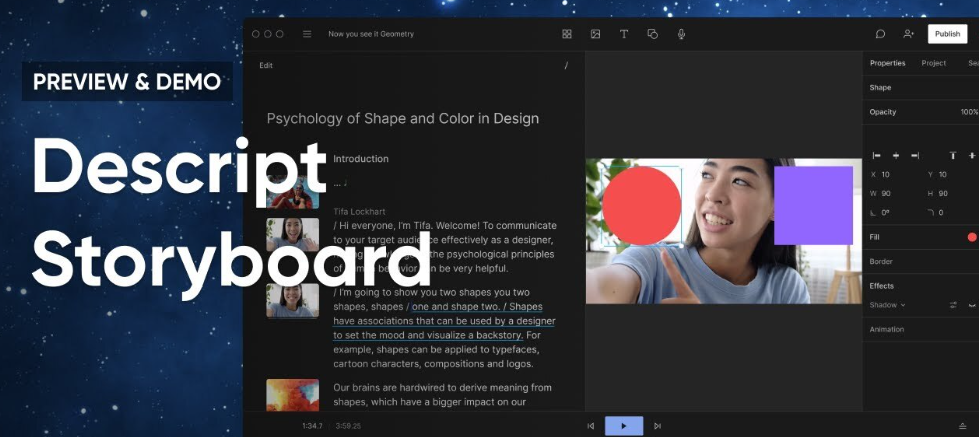 PREVIEW & DEMO
Descript
Storyboard
Now you see it Geometry
Publish
Edit
/
Psychology of Shape and Color in Design
Introduction
... /
Tifa Lockhart
/ Hi everyone, I'm Tifa. Welcome! To communicate
to your target audience effectively as a designer,
the psychological principles
of human behavior can be very helpful.
/ I'm going to show you two shapes you two
shapes, shapes / one and shape two. / Shapes
have associations that can be used by a designer
to set the mood and visualize a backstory. For
example, shapes can be applied to typefaces,
cartoon characters, compositions and logos.
Our brains are hardwired to derive meaning from
shapes, which have a bigger impact on our
1:34.7 3:59.25
Properties Project Sea
Shape
Opacity 100%
X 10 Y 10
W 90 H 90
0° 0
Fill
Border
Effects
Shadow
Animation